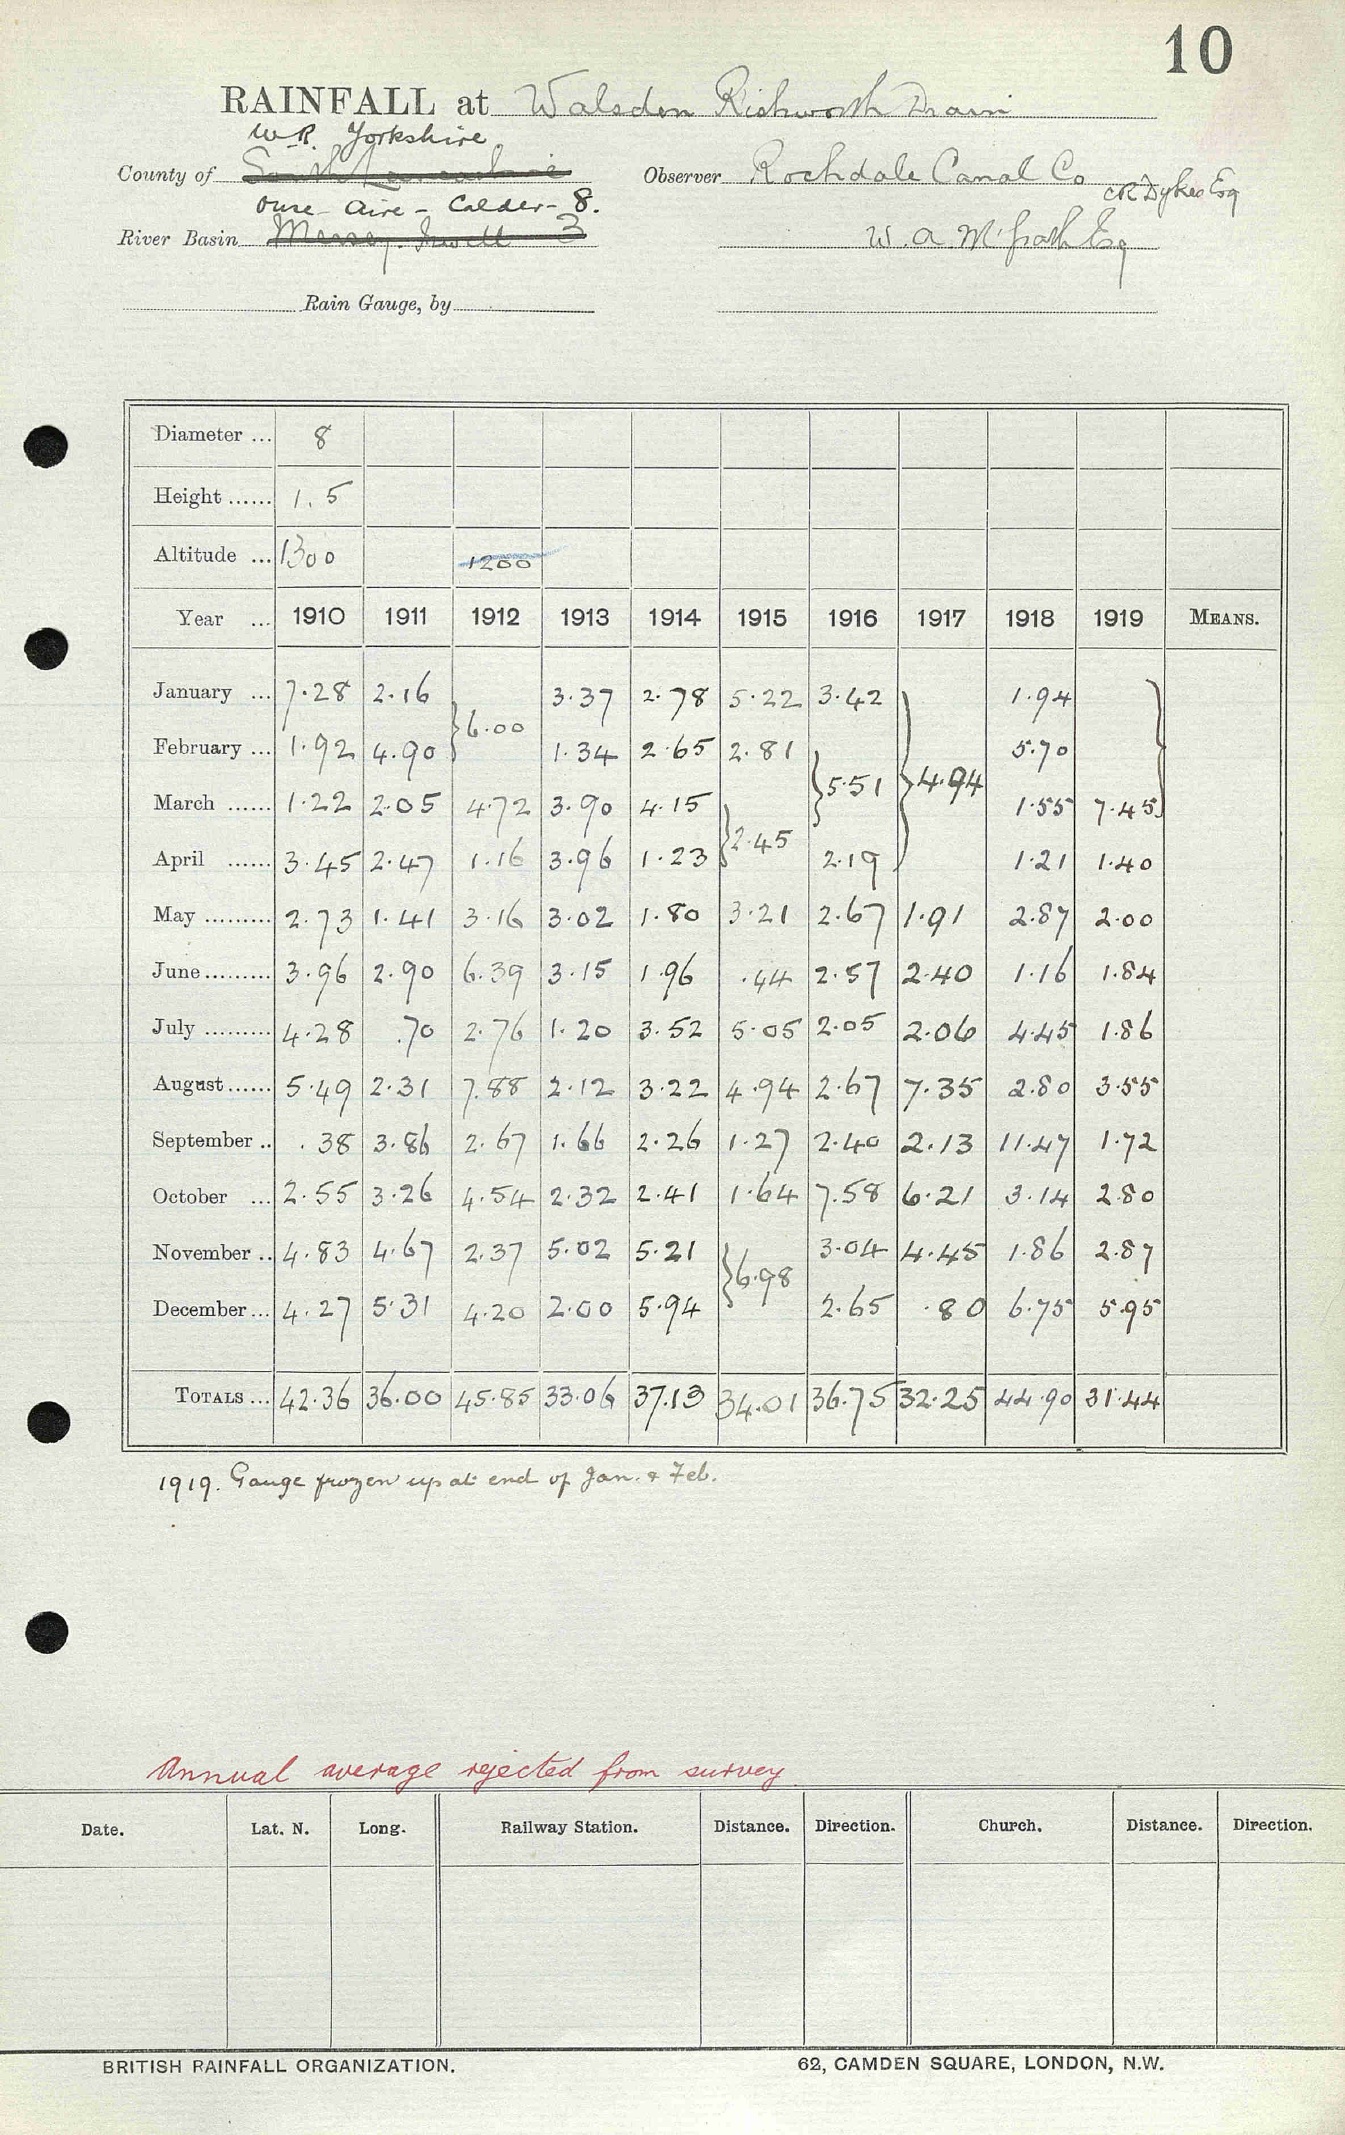 10
RAINFALL at Walsden Rishworth Drain
W.R. Yorkshire
County of South Lancashire Observer Rochdale Canal Co CR Dykes Esq
Ouse - Aire - Calder - 8.
River Basin Mersey. Irwell 3 W. A. McGrath Esq
Rain Gauge, by
Diameter ... 8
Height ...... 1.5
Altitude ... 1300 1200
Year ... 1910 1911 1912 1913 1914 1915 1916 1917 1918 1919 MEANS.
January ... 7.28 2.16 3.37 2.78 5.22 3.42 1.94
}6.00
February ... 1.92 4.90 1.34 2.65 2.81 5.70
}5.51 }4.94
March ...... 1.22 2.05 4.72 3.90 4.15 1.55 7.45}
}2.45
April ...... 3.45 2.47 1.16 3.96 1.23 2.19 1.21 1.40
May ......... 2.73 1.41 3.16 3.02 1.80 3.21 2.67 1.91 2.87 2.00
June ......... 3.96 2.90 6.39 3.15 1.96 .44 2.57 2.40 1.16 1.84
July ......... 4.28 .70 2.76 1.20 3.52 5.05 2.05 2.06 4.45 1.86
August ...... 5.49 2.31 7.88 2.12 3.22 4.94 2.67 7.35 2.80 3.55
September .. .38 3.86 2.67 1.66 2.26 1.27 2.40 2.13 11.47 1.72
October ... 2.55 3.26 4.54 2.32 2.41 1.64 7.58 6.21 3.14 2.80
November .. 4.83 4.67 2.37 5.02 5.21 3.04 4.45 1.86 2.87
}6.98
December ... 4.27 5.31 4.20 2.00 5.94 2.65 .80 6.75 5.95
TOTALS ... 42.36 36.00 45.85 33.06 37.13 34.01 36.75 32.25 44.90 31.44
1919. Gauge frozen up at end of Jan. & Feb.
Annual average rejected from survey
Date. Lat. N. Long. Railway Station. Distance. Direction. Church. Distance. Direction.
BRITISH RAINFALL ORGANIZATION. 62, CAMDEN SQUARE, LONDON, N.W.